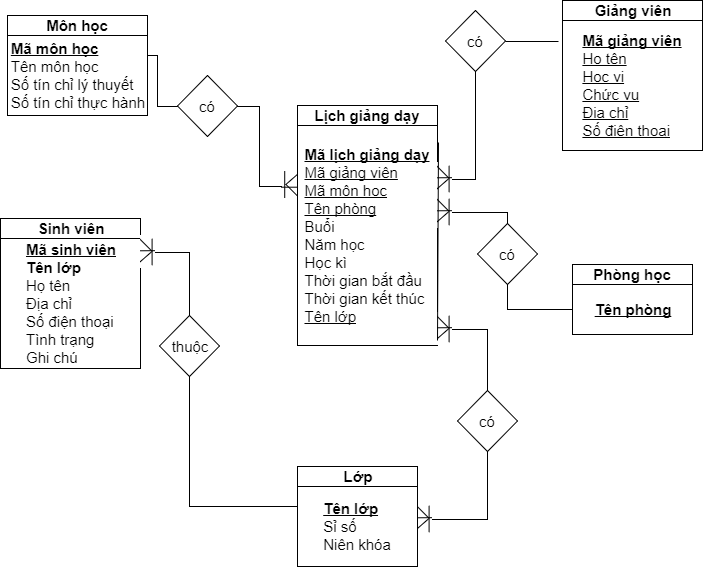 Môn học
Mã môn học
Tên môn học
Số tín chỉ lý thuyết
Số tín chỉ thực hành
có
có
Giảng viên
Mã giảng viên
Họ tên
Học vị
Chức vụ
Địa chỉ
Số điện thoại
Lịch giảng dạy
Mã lịch giảng dạy
Mã giảng viên
Mã môn học
Tên phòng
Buổi
Năm học
Học kì
Thời gian bắt đầu
Thời gian kết thúc
Tên lớp
Sinh viên
Mã sinh viên
Tên lớp
Họ tên
Địa chỉ
Số điện thoại
Tình trạng
Ghi chú
có
Phòng học
Tên phòng
thuộc
có
Lớp
Tên lớp
Sỉ số
Niên khóa